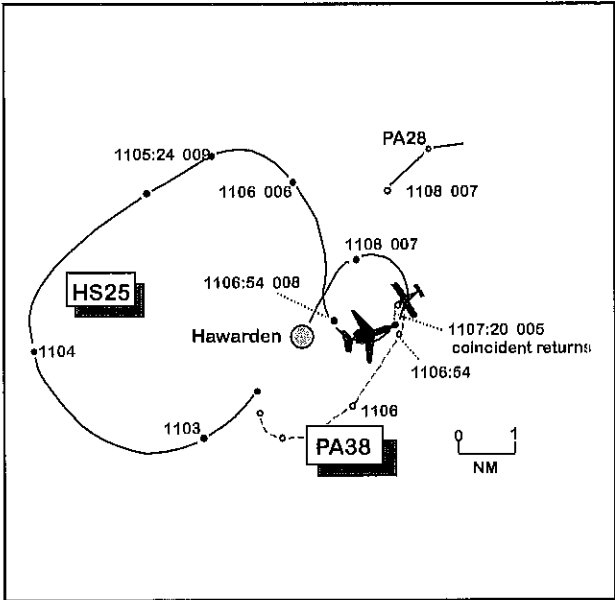 PA28
1105:24 009
1106 006
1108 007
1108 007
HS25
1106:54 008
Hawarden
1107:20 005
coincident returns
1104
1106:54
1106
1103
PA38
0 1
NM